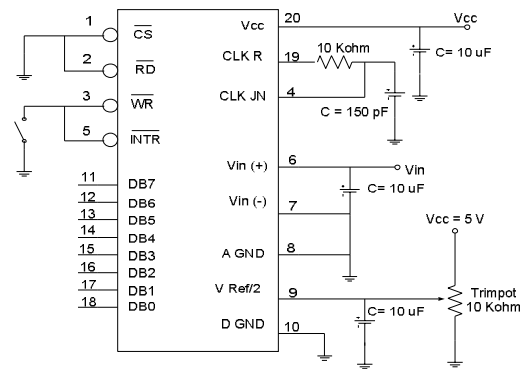 1
CS
2
RD
3
WR
5
INTR
11 DB7
12 DB6
13 DB5
14 DB4
15 DB3
16 DB2
17 DB1
18 DB0
Vcc 20 Vcc
C= 10 uF
CLK R 19 10 Kohm
CLK JN 4
C = 150 pF
Vin (+) 6 Vin
C= 10 uF
Vin (-) 7
A GND 8
Vcc = 5 V
V Ref/2 9
Trimpot
10 Kohm
C= 10 uF
D GND 10